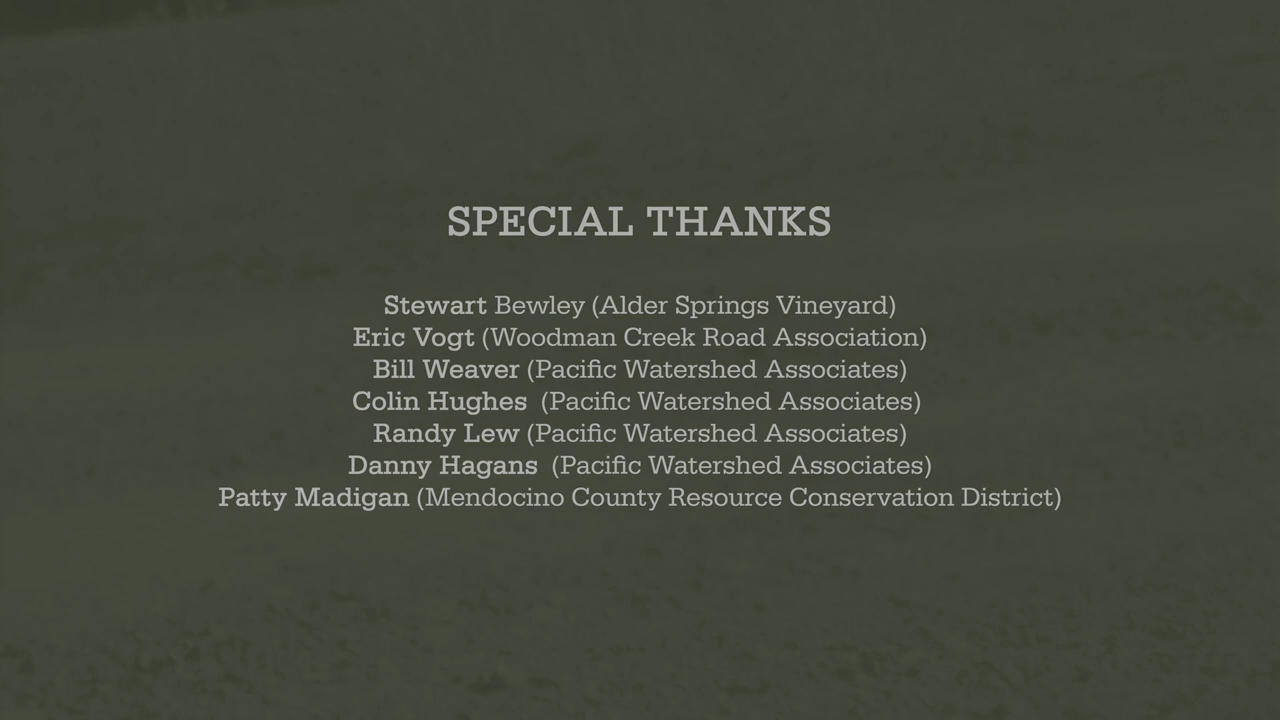 SPECIAL THANKS
Stewart Bewley (Alder Springs Vineyard)
Eric Vogt (Woodman Creek Road Association)
Bill Weaver (Pacific Watershed Associates)
Colin Hughes  (Pacific Watershed Associates)
Randy Lew (Pacific Watershed Associates)
Danny Hagans  (Pacific Watershed Associates)
Patty Madigan (Mendocino County Resource Conservation District)